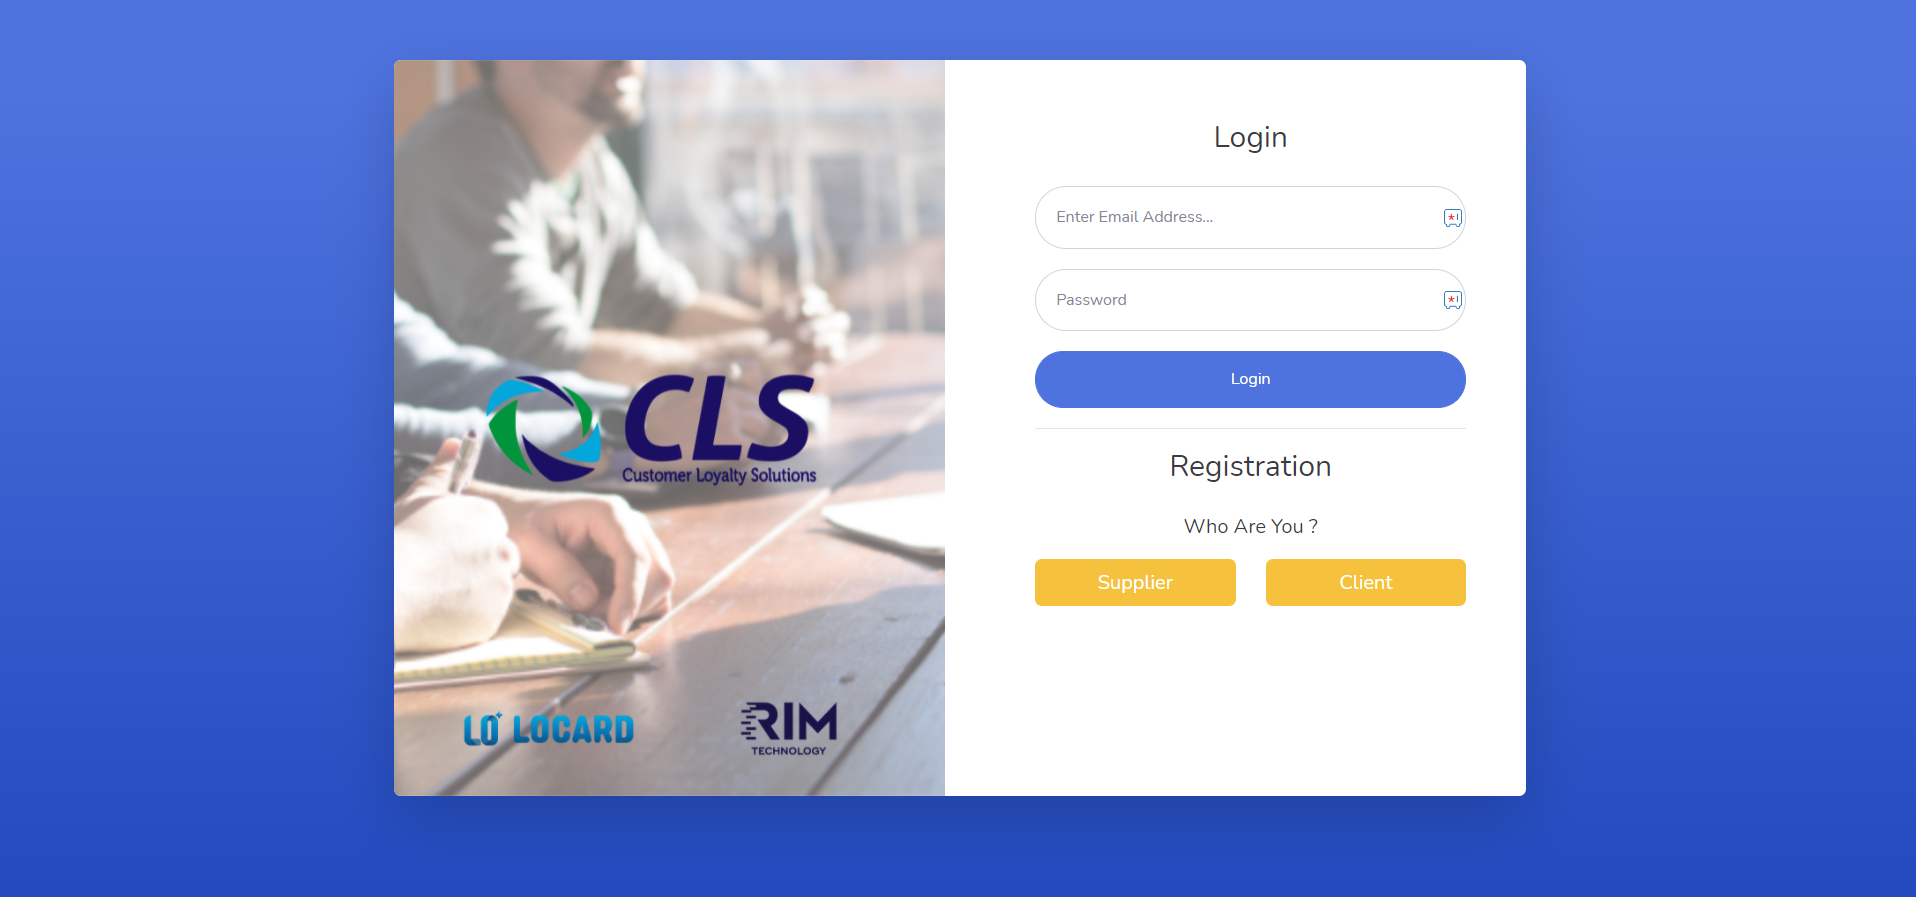 CLS
Customer Loyalty Solutions
LO+ LOCARD
RIM
TECHNOLOGY
Login
Enter Email Address...
Password
Login
Registration
Who Are You ?
Supplier
Client